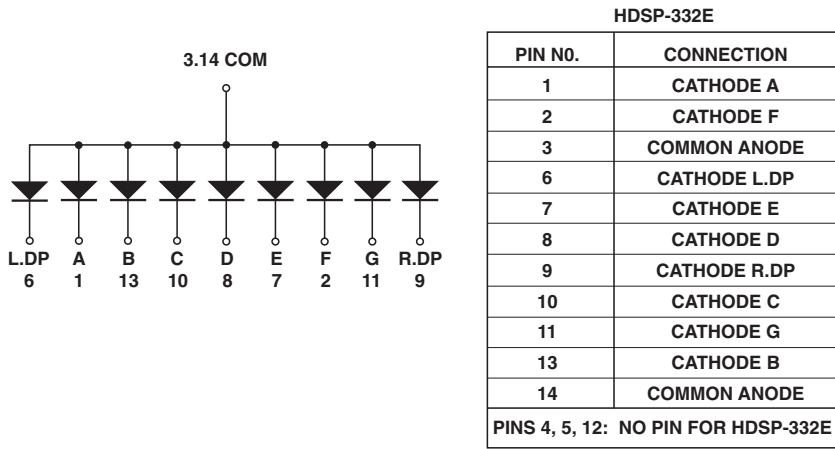 3.14 COM
L.DP A B C D E F G R.DP
6 1 13 10 8 7 2 11 9
HDSP-332E
PIN N0. CONNECTION
1 CATHODE A
2 CATHODE F
3 COMMON ANODE
6 CATHODE L.DP
7 CATHODE E
8 CATHODE D
9 CATHODE R.DP
10 CATHODE C
11 CATHODE G
13 CATHODE B
14 COMMON ANODE
PINS 4, 5, 12: NO PIN FOR HDSP-332E